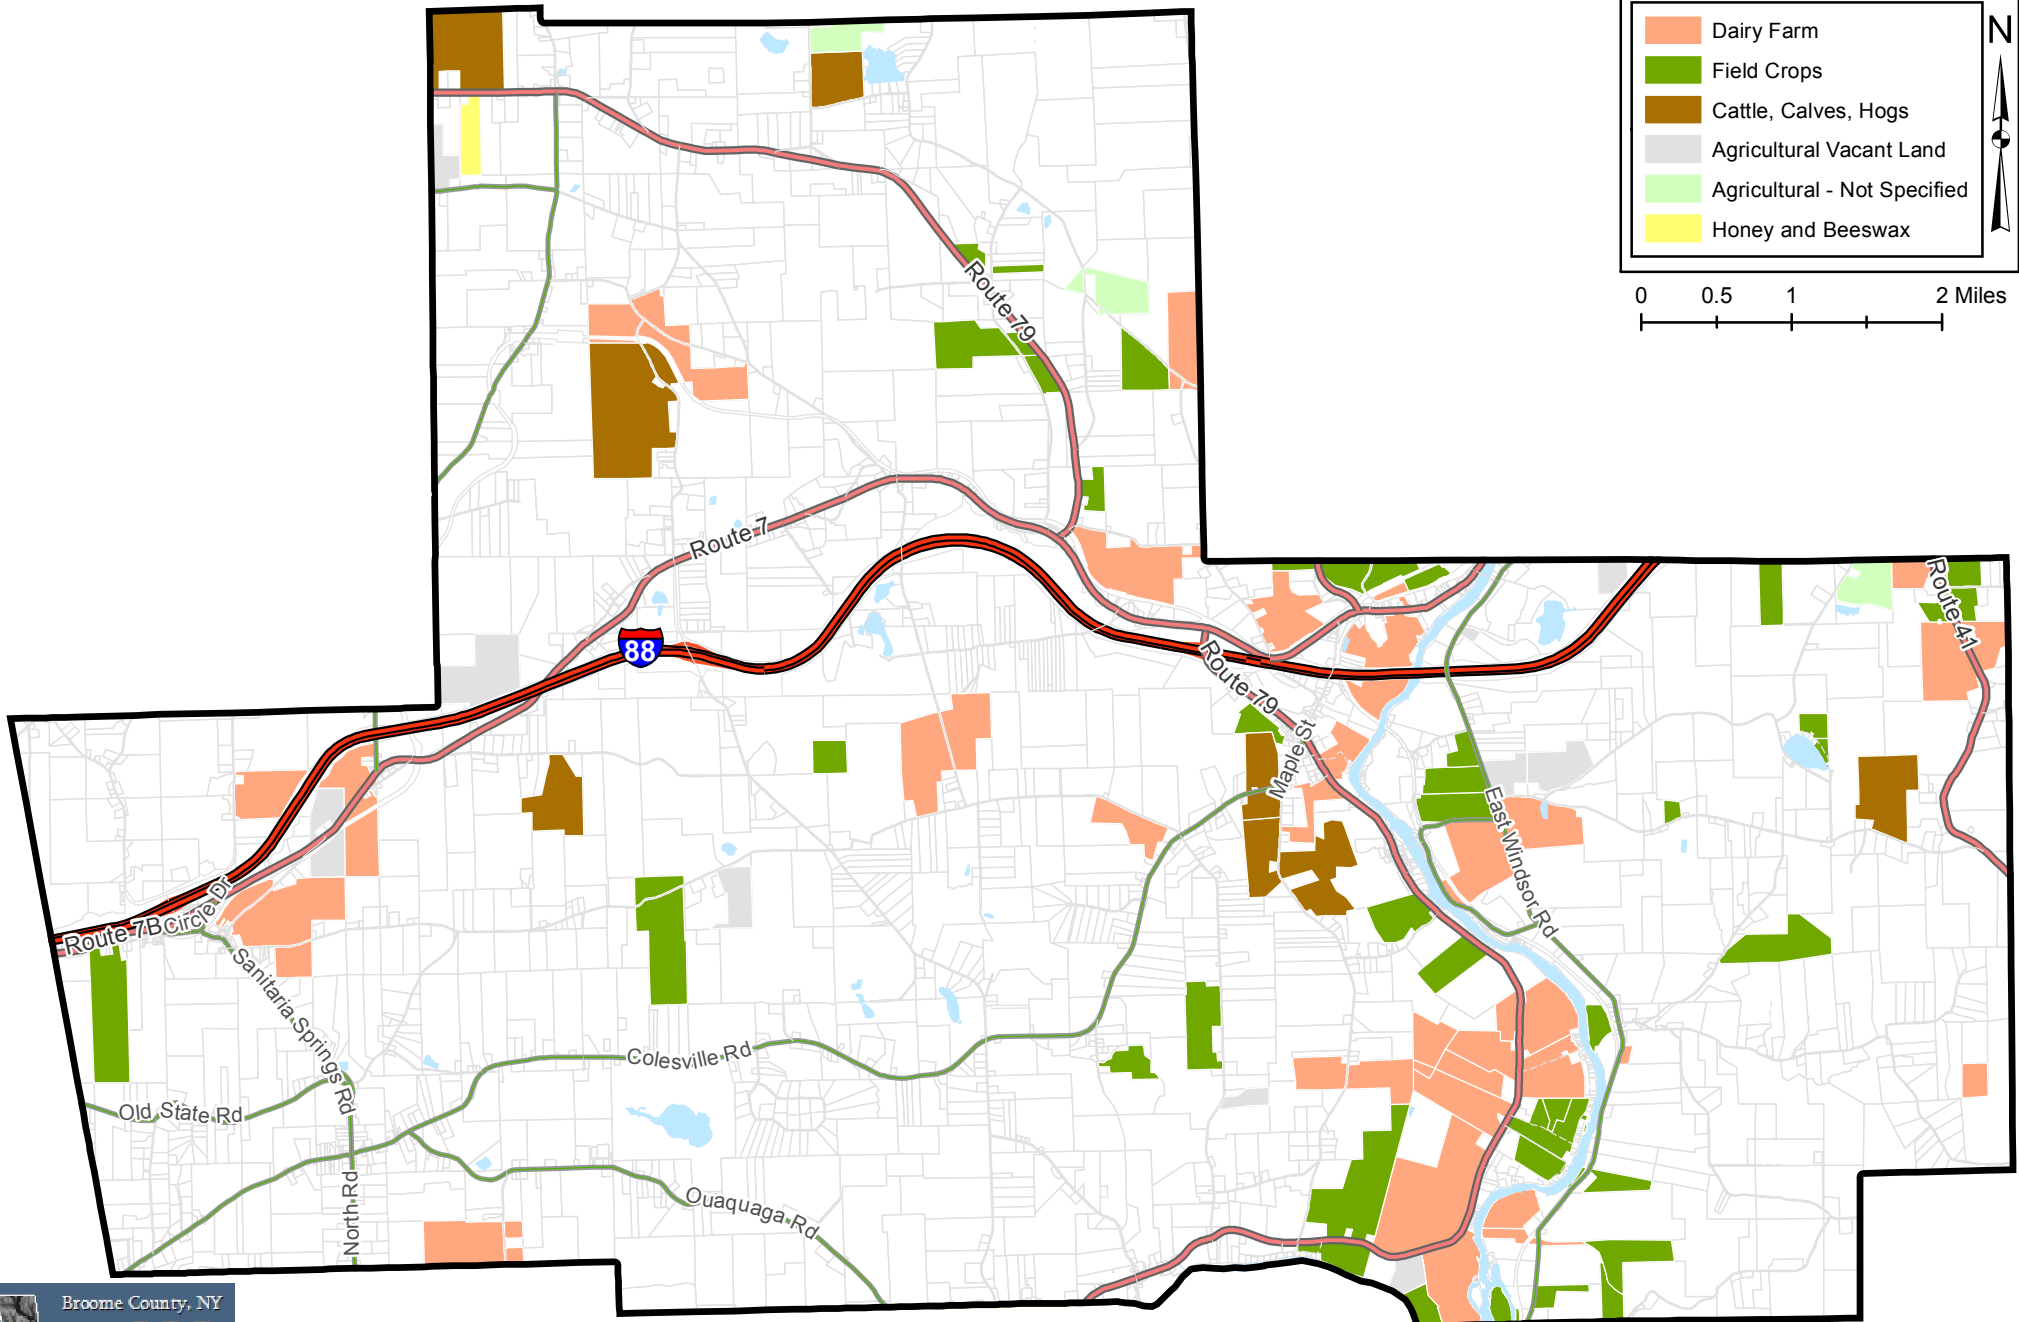 Dairy Farm
Field Crops
Cattle, Calves, Hogs
Agricultural Vacant Land
Agricultural - Not Specified
Honey and Beeswax
N
0 0.5 1 2 Miles
Route 79
Route 7
88
Route 41
Route 79
Maple St
East Windsor Rd
Route 7B
Circle Dr
Sanitaria Springs Rd
Colesville Rd
Old State Rd
North Rd
Ouaquaga Rd
Broome County, NY